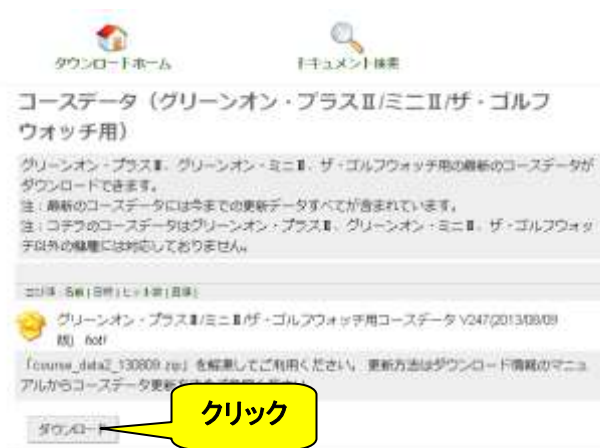 ダウンロードホーム
ドキュメント検索
コースデータ（グリーンオン・プラスⅡ/ミニⅡ/ザ・ゴルフ
ウォッチ用）
グリーンオン・プラスⅡ、グリーンオン・ミニⅡ、ザ・ゴルフウォッチ用の最新のコースデータが
ダウンロードできます。
注：最新のコースデータには今までの更新データすべてが含まれています。
注：コチラのコースデータはグリーンオン・プラスⅡ、グリーンオン・ミニⅡ、ザ・ゴルフウォッ
チ以外の機種には対応しておりません。
名前 | 日時 | ヒット
グリーンオン・プラスⅡ/ミニⅡ/ザ・ゴルフウォッチ用コースデータ V247(2013/08/09
版) hot!
「course_data2_130809.zip」を解凍してご利用ください。 更新方法はダウンロード情報のマニュ
アルからコースデータ更新
クリック
ダウンロード